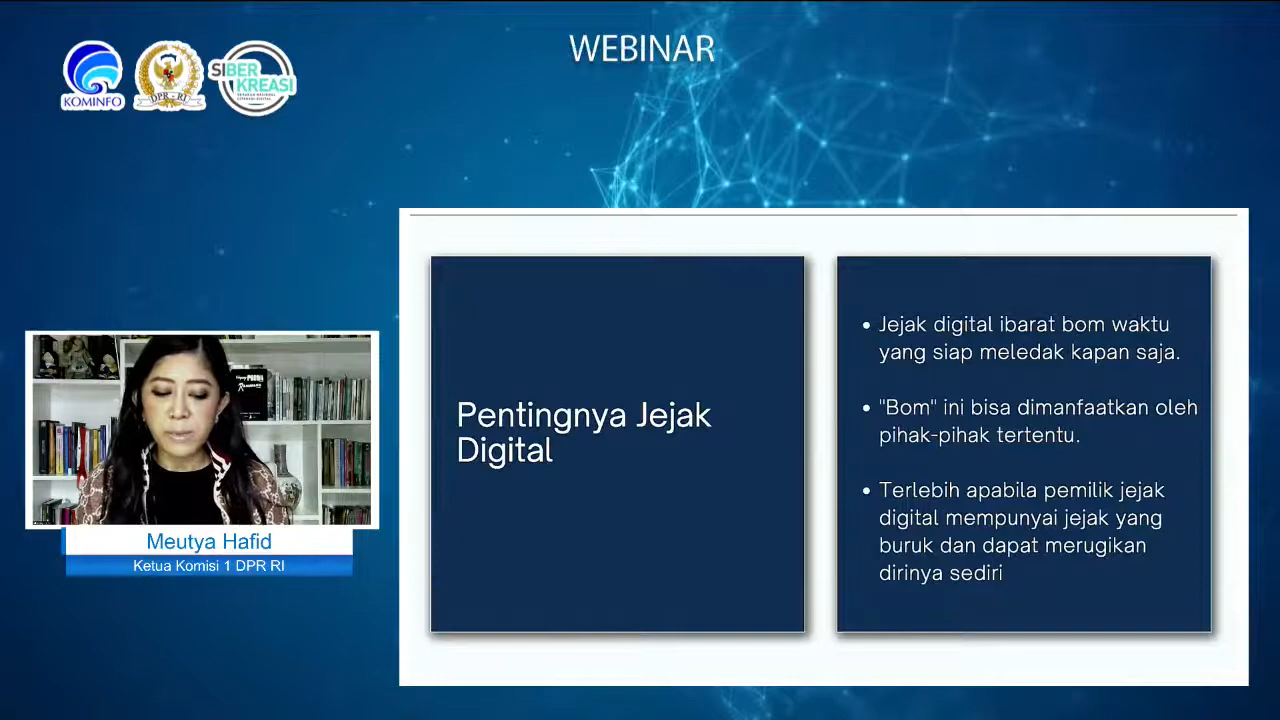 WEBINAR
KOMINFO
DPR - RI
SIBER
KREASI
Pentingnya Jejak
Digital
• Jejak digital ibarat bom waktu
yang siap meledak kapan saja.
• "Bom" ini bisa dimanfaatkan oleh
pihak-pihak tertentu.
• Terlebih apabila pemilik jejak
digital mempunyai jejak yang
buruk dan dapat merugikan
dirinya sediri
Meutya Hafid
Ketua Komisi 1 DPR RI